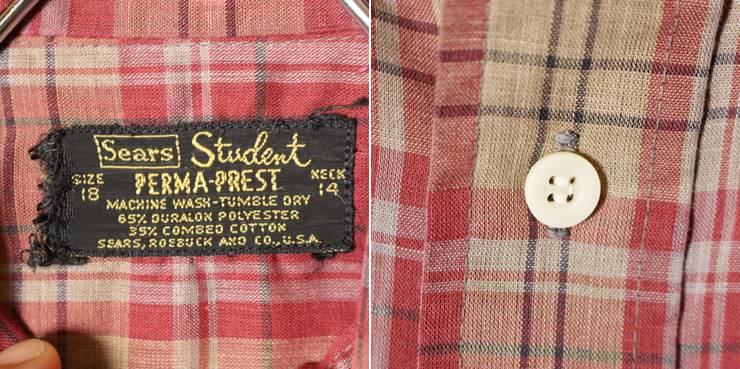 Sears Student
SIZE 18 PERMA-PREST NECK 14
MACHINE WASH-TUMBLE DRY
65% DURALON POLYESTER
35% COMBED COTTON
SEARS, ROEBUCK AND CO., U.S.A.